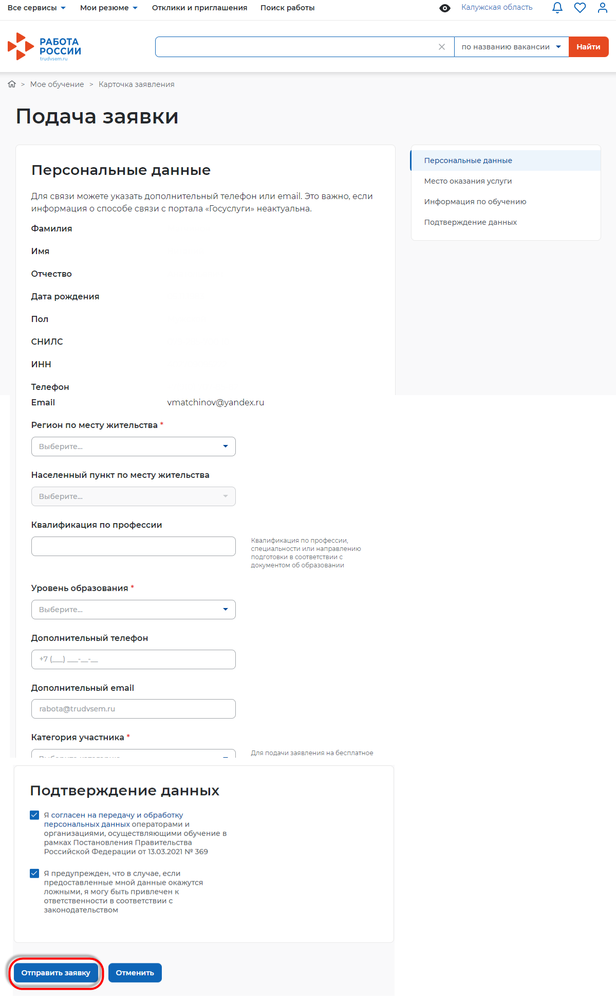 Все сервисы Мои резюме Отклики и приглашения Поиск работы Калужская область
РАБОТА
РОССИИ
trudvsem.ru
по названию вакансии Найти
> Мое обучение > Карточка заявления
Подача заявки
Персональные данные
Для связи можете указать дополнительный телефон или email. Это важно, если
информация о способе связи с портала «Госуслуги» неактуальна.
Фамилия
Имя
Отчество
Дата рождения
Пол
СНИЛС
ИНН
Телефон
Email vmatchinov@yandex.ru
Регион по месту жительства *
Выберите...
Населенный пункт по месту жительства
Выберите...
Квалификация по профессии
Квалификация по профессии,
специальности или направлению
подготовки в соответствии с
документом об образовании
Уровень образования *
Выберите...
Дополнительный телефон
+7 (___) ___-__-__
Дополнительный email
rabota@trudvsem.ru
Категория участника *
Для подачи заявления на бесплатное
Персональные данные
Место оказания услуги
Информация по обучению
Подтверждение данных
Подтверждение данных
Я согласен на передачу и обработку
персональных данных операторами и
организациями, осуществляющими обучение в
рамках Постановления Правительства
Российской Федерации от 13.03.2021 № 369
Я предупрежден, что в случае, если
предоставленные мной данные окажутся
ложными, я могу быть привлечен к
ответственности в соответствии с
законодательством
Отправить заявку Отменить